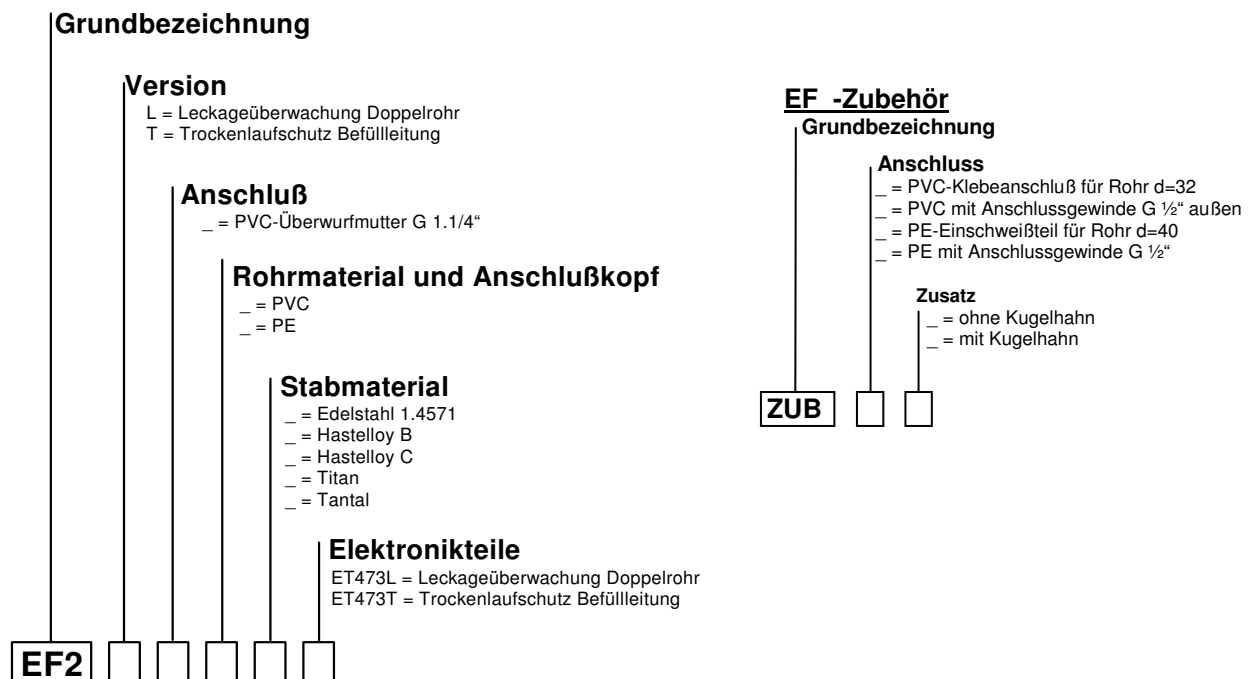 Grundbezeichnung
Version
L = Leckageüberwachung Doppelrohr
T = Trockenlaufschutz Befüllleitung
Anschluß
_ = PVC-Überwurfmutter G 1.1/4“
Rohrmaterial und Anschlußkopf
_ = PVC
_ = PE
Stabmaterial
_ = Edelstahl 1.4571
_ = Hastelloy B
_ = Hastelloy C
_ = Titan
_ = Tantal
Elektronikteile
ET473L = Leckageüberwachung Doppelrohr
ET473T = Trockenlaufschutz Befüllleitung
EF2
EF -Zubehör
Grundbezeichnung
Anschluss
_ = PVC-Klebeanschluß für Rohr d=32
_ = PVC mit Anschlussgewinde G ½“ außen
_ = PE-Einschweißteil für Rohr d=40
_ = PE mit Anschlussgewinde G ½“
Zusatz
_ = ohne Kugelhahn
_ = mit Kugelhahn
ZUB